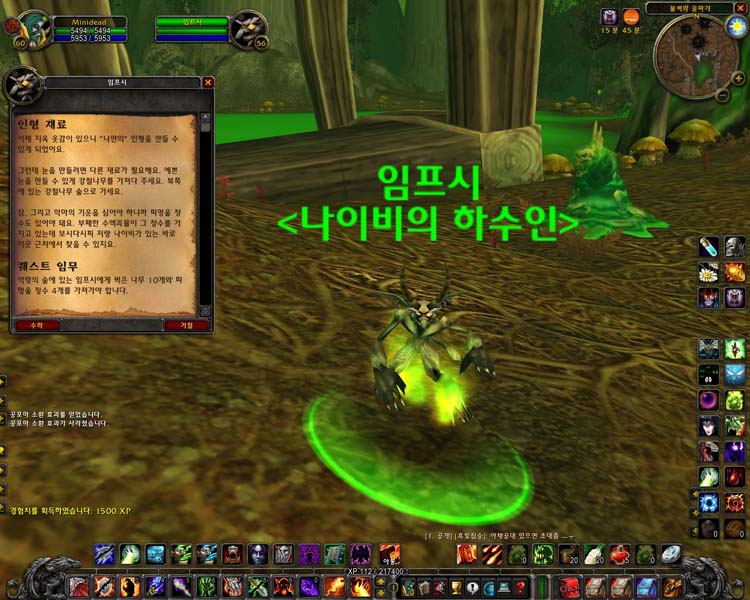 Minidead
5494 / 5494
5953 / 5953
60
임프시
56
15 분 45 분
N
임프시
인형 재료
이제 지옥 옷감이 있으니 "나만의" 인형을 만들 수
있게 되었어요.
그런데 눈을 만들려면 다른 재료가 필요해요. 예쁜
눈을 만들 수 있게 강철나무를 가져다 주세요. 북쪽
에 있는 강철나무 숲으로 가세요.
참, 그리고 악마의 기운을 심어야 하니까 피멍울 정
수도 있어야 돼요. 부패한 수액괴물이 그 정수를 가
지고 있는데 보시다시피 저랑 나이비가 있는 바로
이곳 근처에서 찾을 수 있지요.
퀘스트 임무
악령의 숲에 있는 임프시에게 썩은 나무 10개와 피
멍울 정수 4개를 가져가야 합니다.
수락
거절
임프시
<나이비의 하수인>
공포마 소환 효과를 얻었습니다.
공포마 소환 효과가 사라졌습니다.
경험치를 획득하였습니다: 1500 XP
XP 112 / 217400